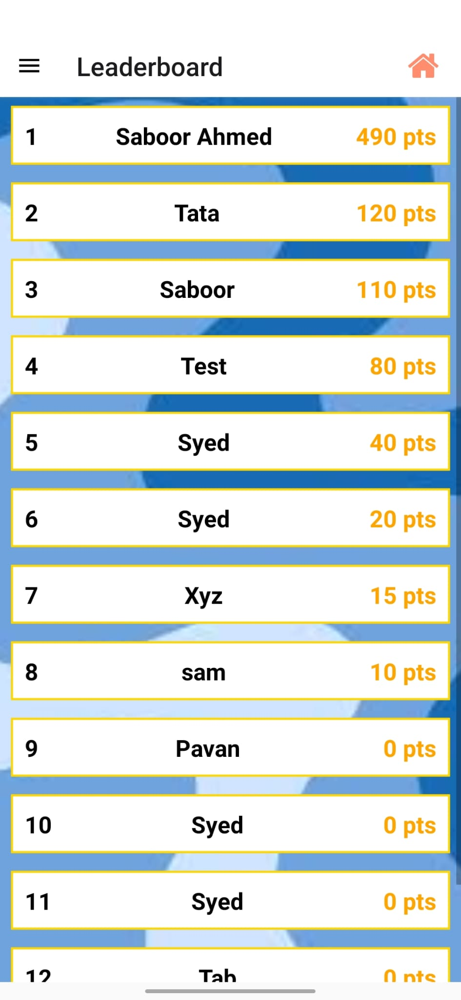 Leaderboard
1 Saboor Ahmed 490 pts
2 Tata 120 pts
3 Saboor 110 pts
4 Test 80 pts
5 Syed 40 pts
6 Syed 20 pts
7 Xyz 15 pts
8 sam 10 pts
9 Pavan 0 pts
10 Syed 0 pts
11 Syed 0 pts
12 Tab 0 pts